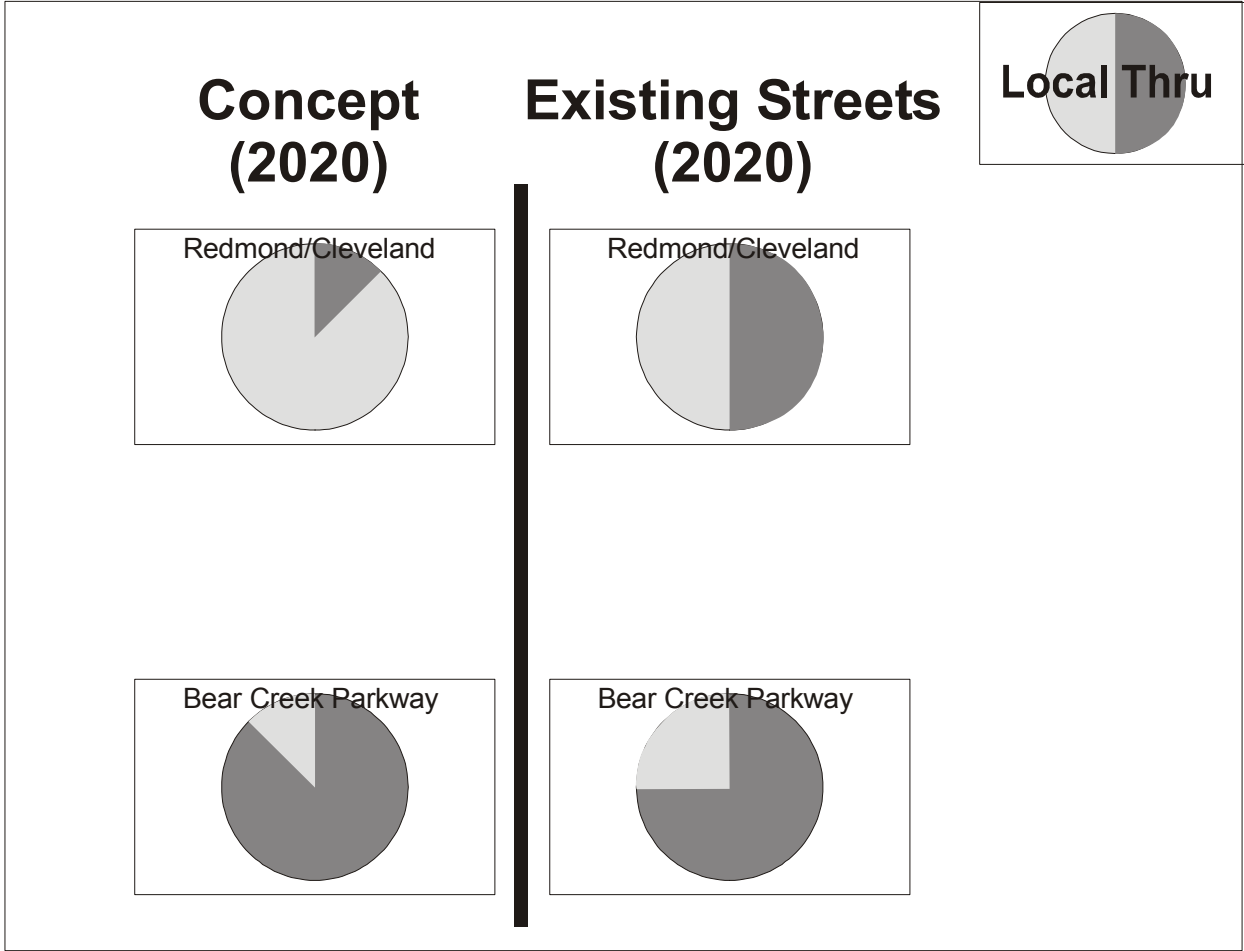 Concept
(2020)
Existing Streets
(2020)
Local Thru
Redmond/Cleveland
Redmond/Cleveland
Bear Creek Parkway
Bear Creek Parkway